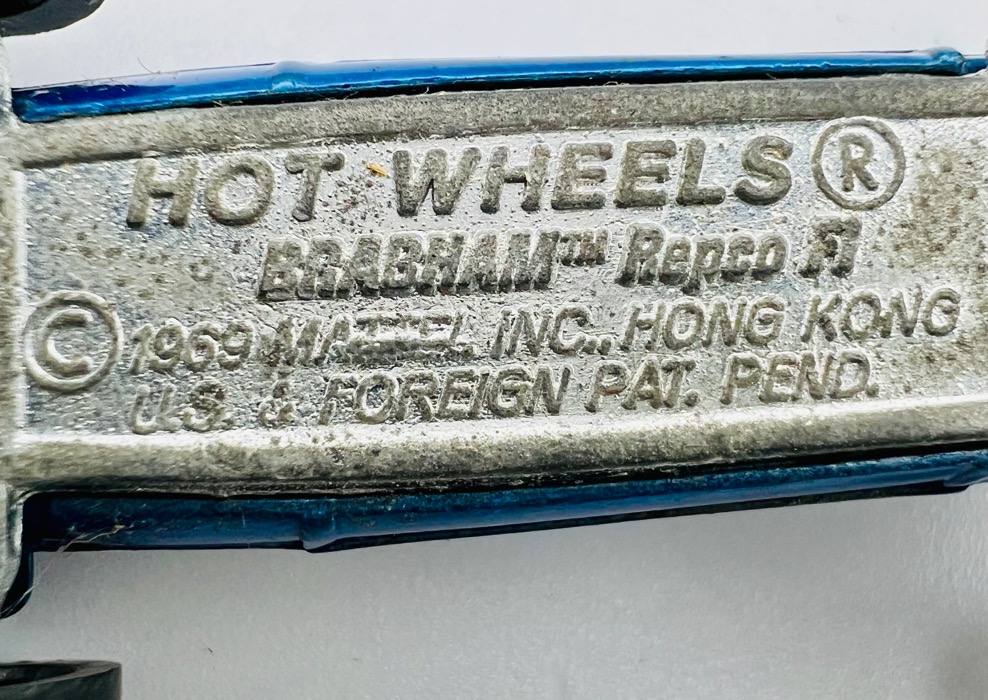 HOT WHEELS®
BRABHAM™ Repco F1
© 1969 MATTEL, INC., HONG KONG
U.S. & FOREIGN PAT. PEND.